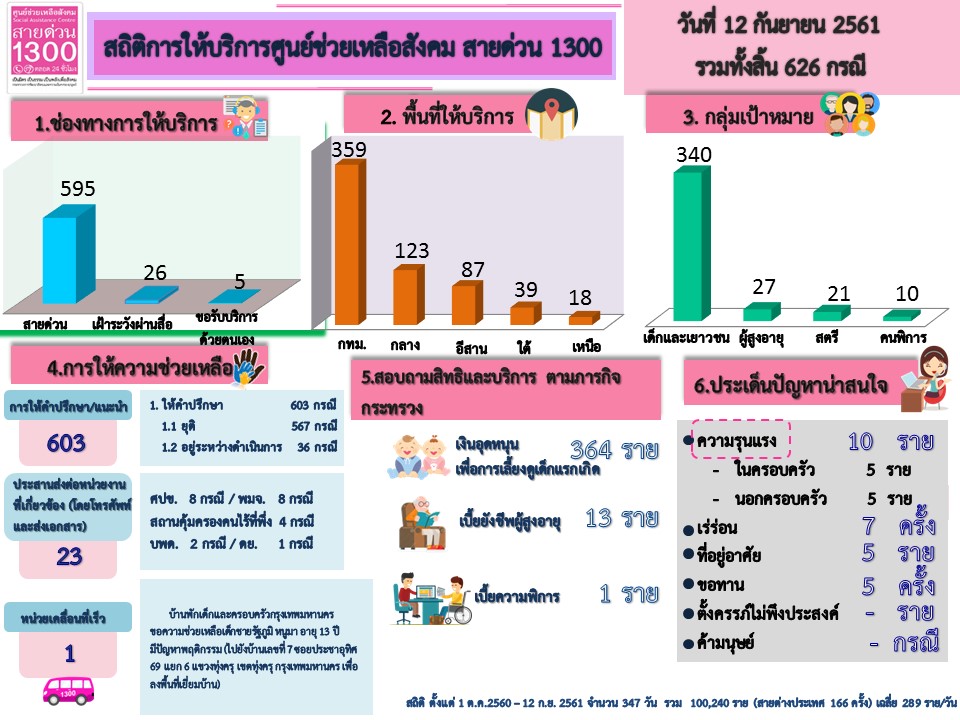 ศูนย์ช่วยเหลือสังคม
Social Assistance Centre
สายด่วน
1300
ตลอด 24 ชั่วโมง
สถิติการให้บริการศูนย์ช่วยเหลือสังคม สายด่วน 1300
วันที่ 12 กันยายน 2561
รวมทั้งสิ้น 626 กรณี
1.ช่องทางการให้บริการ
595
26
5
สายด่วน
เฝ้าระวังผ่านสื่อ
ขอรับบริการ
ด้วยตนเอง
2. พื้นที่ให้บริการ
359
123
87
39
18
กทม.
กลาง
อีสาน
ใต้
เหนือ
3. กลุ่มเป้าหมาย
340
27
21
10
เด็กและเยาวชน
ผู้สูงอายุ
สตรี
คนพิการ
4.การให้ความช่วยเหลือ
การให้คำปรึกษา/แนะนำ
603
1. ให้คำปรึกษา 603 กรณี
1.1 ยุติ 567 กรณี
1.2 อยู่ระหว่างดำเนินการ 36 กรณี
ประสานส่งต่อหน่วยงาน
ที่เกี่ยวข้อง (โดยโทรศัพท์
และส่งเอกสาร)
23
ศปข. 8 กรณี / พมจ. 8 กรณี
สถานคุ้มครองคนไร้ที่พึ่ง 4 กรณี
บพด. 2 กรณี / ดย. 1 กรณี
หน่วยเคลื่อนที่เร็ว
1
1300
บ้านพักเด็กและครอบครัวกรุงเทพมหานคร
ขอความช่วยเหลือเด็กชายรัฐภูมิ หนูมา อายุ 13 ปี
มีปัญหาพฤติกรรม (ไปยังบ้านเลขที่ 7 ซอยประชาอุทิศ
69 แยก 6 แขวงทุ่งครุ เขตทุ่งครุ กรุงเทพมหานคร เพื่อ
ลงพื้นที่เยี่ยมบ้าน)
5.สอบถามสิทธิและบริการ ตามภารกิจ
กระทรวง
เงินอุดหนุน 364 ราย
เพื่อการเลี้ยงดูเด็กแรกเกิด
เบี้ยยังชีพผู้สูงอายุ 13 ราย
เบี้ยความพิการ 1 ราย
6.ประเด็นปัญหาน่าสนใจ
ความรุนแรง 10 ราย
- ในครอบครัว 5 ราย
- นอกครอบครัว 5 ราย
เร่ร่อน 7 ครั้ง
ที่อยู่อาศัย 5 ราย
ขอทาน 5 ครั้ง
ตั้งครรภ์ไม่พึงประสงค์ - ราย
ค้ามนุษย์ - กรณี
สถิติ ตั้งแต่ 1 ต.ค.2560 – 12 ก.ย. 2561 จำนวน 347 วัน รวม 100,240 ราย (สายต่างประเทศ 166 ครั้ง) เฉลี่ย 289 ราย/วัน